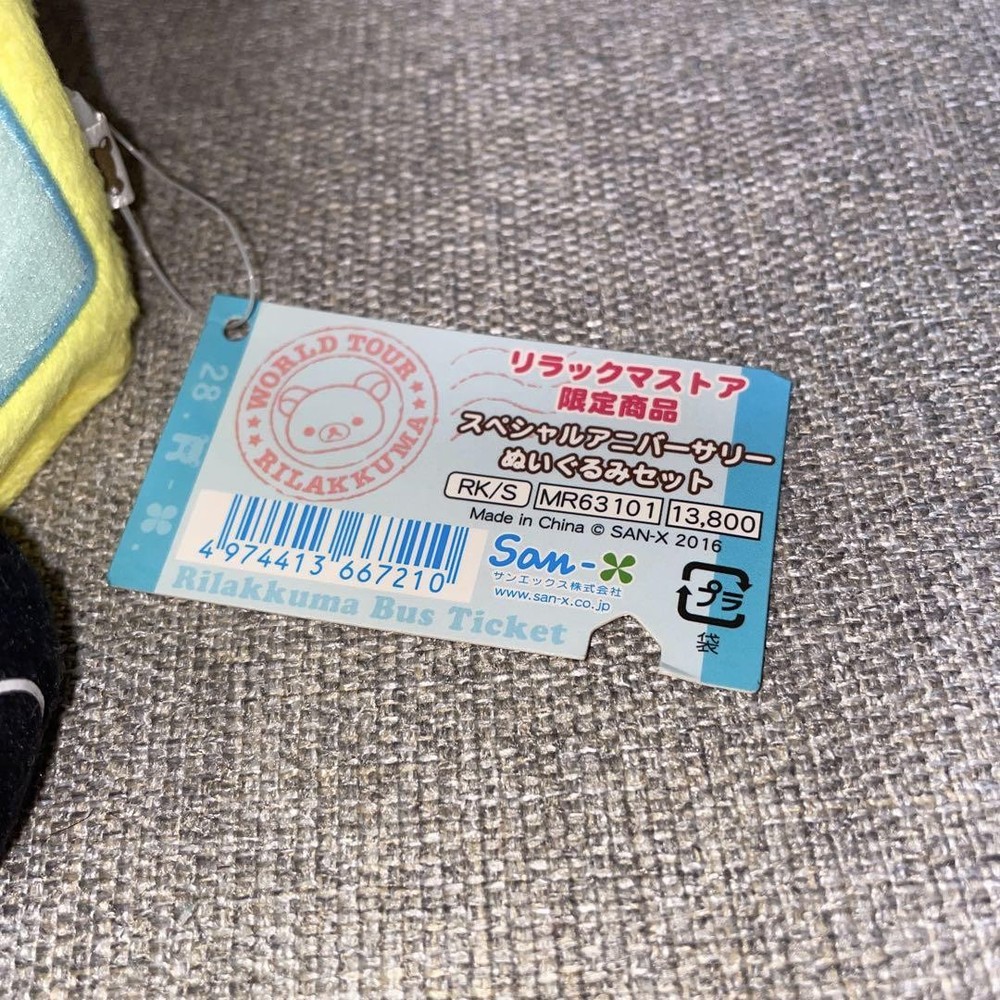 WORLD TOUR
RILAKKUMA
リラックマストア
限定商品
スペシャルアニバーサリー
ぬいぐるみセット
RK/S MR63101 13,800
Made in China © SAN-X 2016
4 974413 667210
San-X
サンエックス株式会社
www.san-x.co.jp
プラ
袋
Rilakkuma Bus Ticket
28.